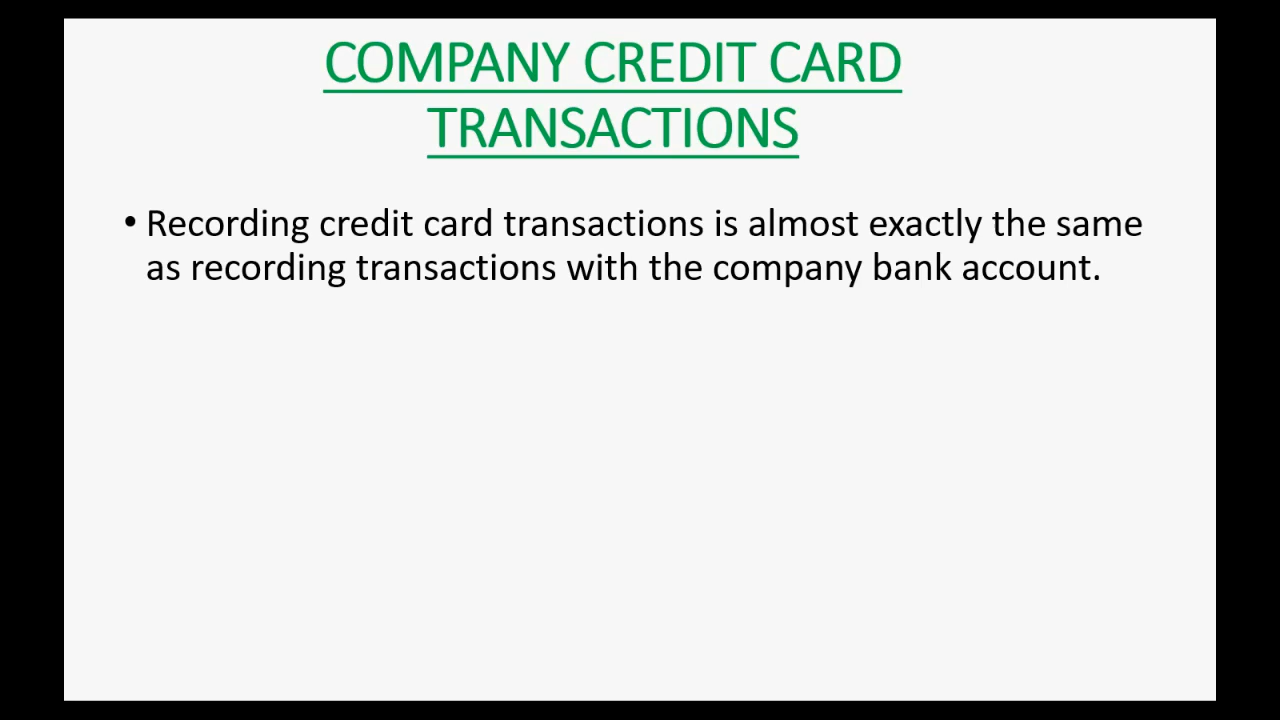 COMPANY CREDIT CARD
TRANSACTIONS
• Recording credit card transactions is almost exactly the same
as recording transactions with the company bank account.